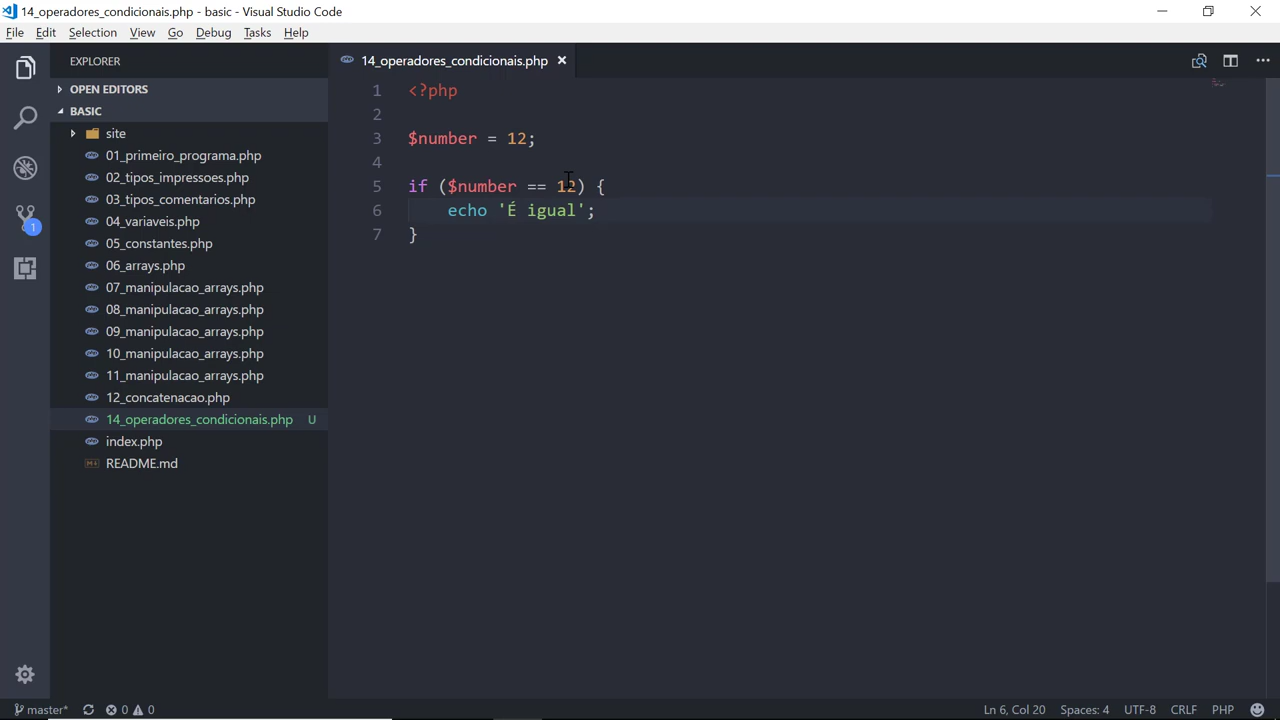 14_operadores_condicionais.php - basic - Visual Studio Code
File Edit Selection View Go Debug Tasks Help
EXPLORER
14_operadores_condicionais.php
OPEN EDITORS
BASIC
site
01_primeiro_programa.php
02_tipos_impressoes.php
03_tipos_comentarios.php
04_variaveis.php
05_constantes.php
06_arrays.php
07_manipulacao_arrays.php
08_manipulacao_arrays.php
09_manipulacao_arrays.php
10_manipulacao_arrays.php
11_manipulacao_arrays.php
12_concatenacao.php
14_operadores_condicionais.php U
index.php
README.md
1
1 <?php
2
3 $number = 12;
4
5 if ($number == 12) {
6     echo 'É igual';
7 }
master* 0 0 Ln 6, Col 20 Spaces: 4 UTF-8 CRLF PHP